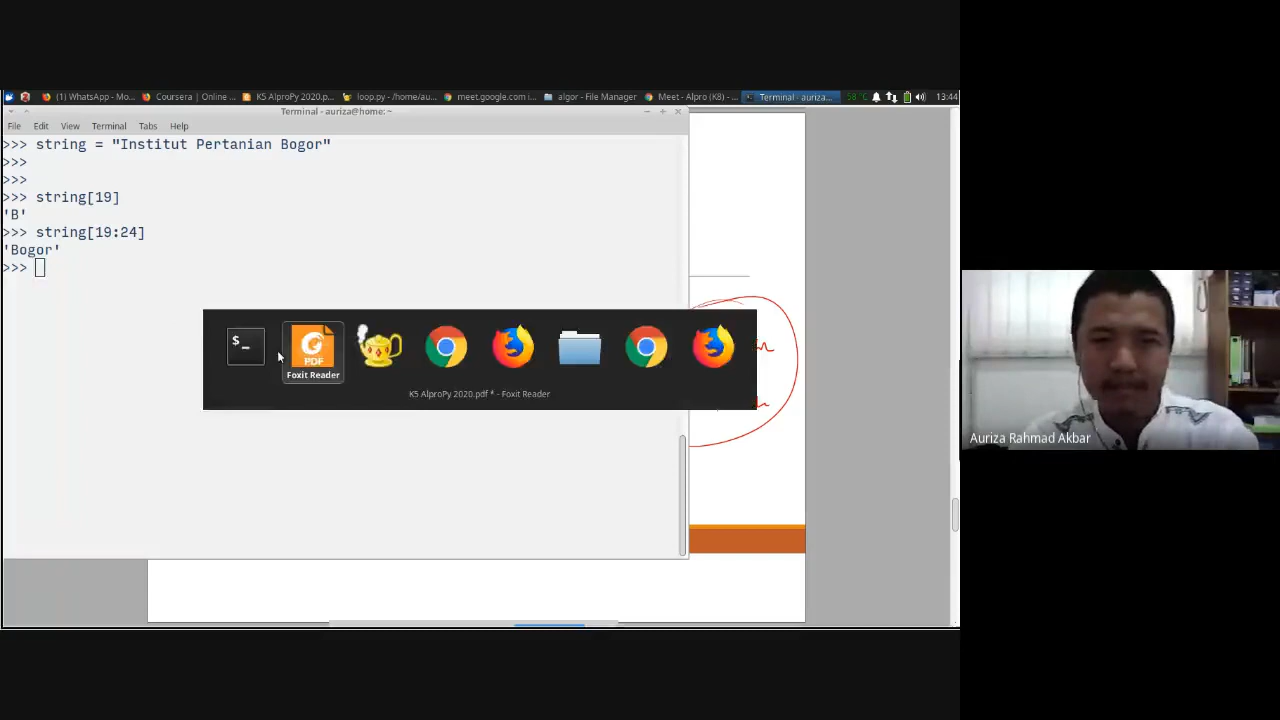 (1) WhatsApp - Mo... Coursera | Online ... K5 AlproPy 2020.p... loop.py - /home/au... meet.google.com i... algor - File Manager Meet - Alpro (K8) - ... Terminal - auriza... 58 °C 13:44
Terminal - auriza@home: ~
File Edit View Terminal Tabs Help
>>> string = "Institut Pertanian Bogor"
>>>
>>>
>>> string[19]
'B'
>>> string[19:24]
'Bogor'
>>>
$_
PDF
Foxit Reader
K5 AlproPy 2020.pdf * - Foxit Reader
Auriza Rahmad Akbar